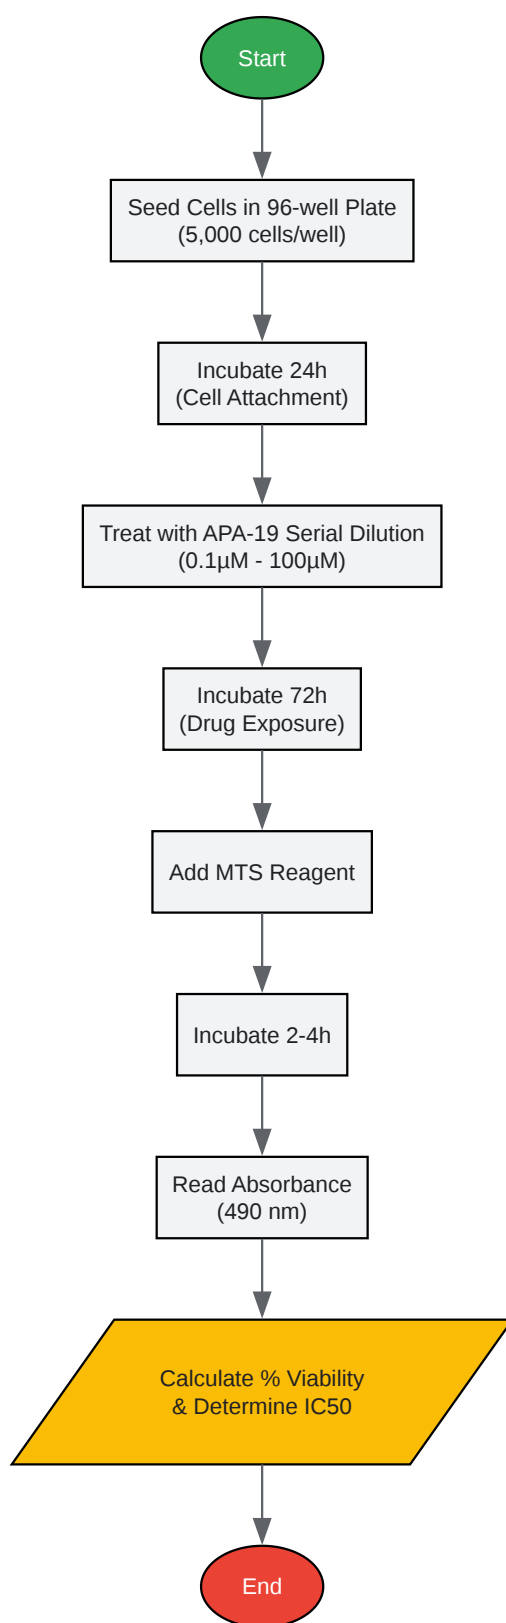 Start
Seed Cells in 96-well Plate
(5,000 cells/well)
Incubate 24h
(Cell Attachment)
Treat with APA-19 Serial Dilution
(0.1µM - 100µM)
Incubate 72h
(Drug Exposure)
Add MTS Reagent
Incubate 2-4h
Read Absorbance
(490 nm)
Calculate % Viability
& Determine IC50
End